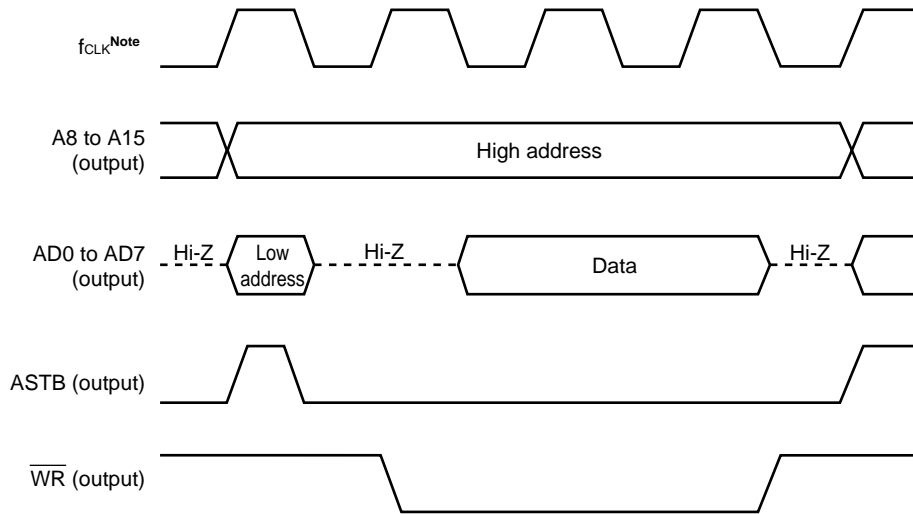 fCLKNote
A8 to A15
(output)
High address
AD0 to AD7
(output)
Hi-Z
Low
address
Hi-Z
Data
Hi-Z
ASTB (output)
WR (output)